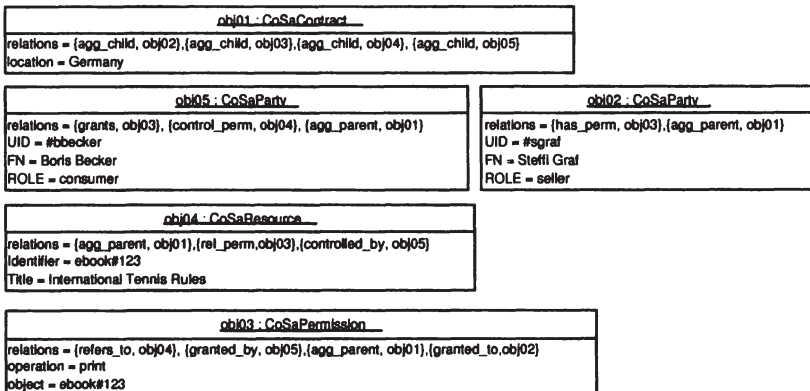 obj01 : CoSaContract
relations = {agg_child, obj02},{agg_child, obj03},{agg_child, obj04}, {agg_child, obj05}
location = Germany
obj05 : CoSaParty
relations = {grants, obj03}, {control_perm, obj04}, {agg_parent, obj01}
UID = #bbecker
FN = Boris Becker
ROLE = consumer
obj02 : CoSaParty
relations = {has_perm, obj03},{agg_parent, obj01}
UID = #sgraf
FN = Steffi Graf
ROLE = seller
obj04 : CoSaResource
relations = {agg_parent, obj01},{rel_perm,obj03},{controlled_by, obj05}
Identifier = ebook#123
Title = International Tennis Rules
obj03 : CoSaPermission
relations = {refers_to, obj04}, {granted_by, obj05},{agg_parent, obj01},{granted_to,obj02}
operation = print
object = ebook#123